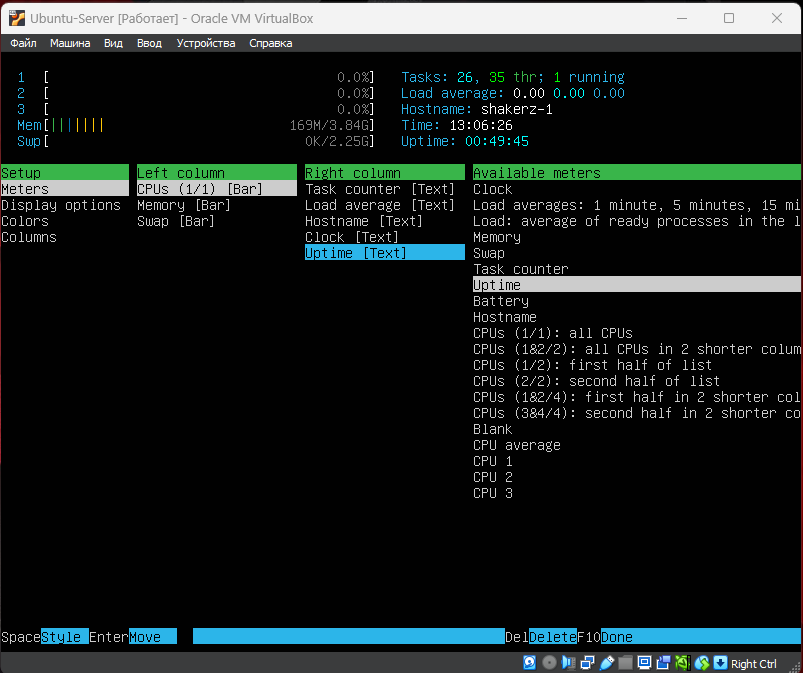 Ubuntu-Server [Работает] - Oracle VM VirtualBox
Файл Машина Вид Ввод Устройства Справка
1 [ 0.0%] Tasks: 26, 35 thr; 1 running
2 [ 0.0%] Load average: 0.00 0.00 0.00
3 [ 0.0%] Hostname: shakerz-1
Mem[||||||| 169M/3.84G] Time: 13:06:26
Swp[ 0K/2.25G] Uptime: 00:49:45
Setup Left column Right column Available meters
Meters CPUs (1/1) [Bar] Task counter [Text] Clock
Display options Memory [Bar] Load average [Text] Load averages: 1 minute, 5 minutes, 15 mi
Colors Swap [Bar] Hostname [Text] Load: average of ready processes in the l
Columns Clock [Text] Memory
Uptime [Text] Swap
Task counter
Uptime
Battery
Hostname
CPUs (1/1): all CPUs
CPUs (1&2/2): all CPUs in 2 shorter colum
CPUs (1/2): first half of list
CPUs (2/2): second half of list
CPUs (1&2/4): first half in 2 shorter col
CPUs (3&4/4): second half in 2 shorter co
Blank
CPU average
CPU 1
CPU 2
CPU 3
SpaceStyle EnterMove DelDeleteF10Done
Right Ctrl